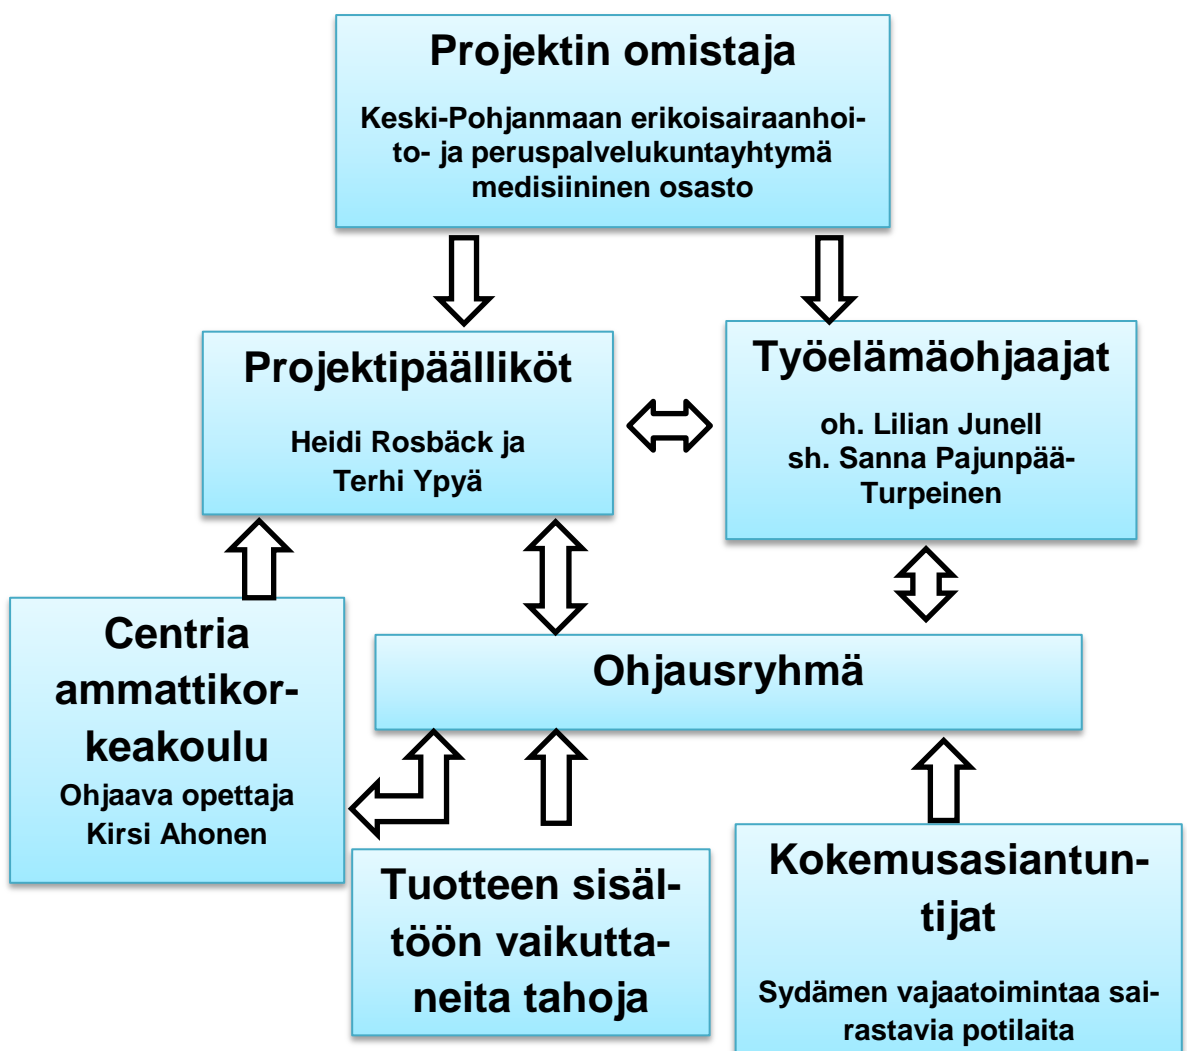 Projektin omistaja
Keski-Pohjanmaan erikoisairaanhoi-
to- ja peruspalvelukuntayhtymä
medisiininen osasto
Projektipäälliköt
Heidi Rosbäck ja
Terhi Ypyä
Työelämäohjaajat
oh. Lilian Junell
sh. Sanna Pajunpää-
Turpeinen
Centria
ammattikor-
keakoulu
Ohjaava opettaja
Kirsi Ahonen
Ohjausryhmä
Tuotteen sisäl-
töön vaikutta-
neita tahoja
Kokemusasiantun-
tijat
Sydämen vajaatoimintaa sai-
rastavia potilaita